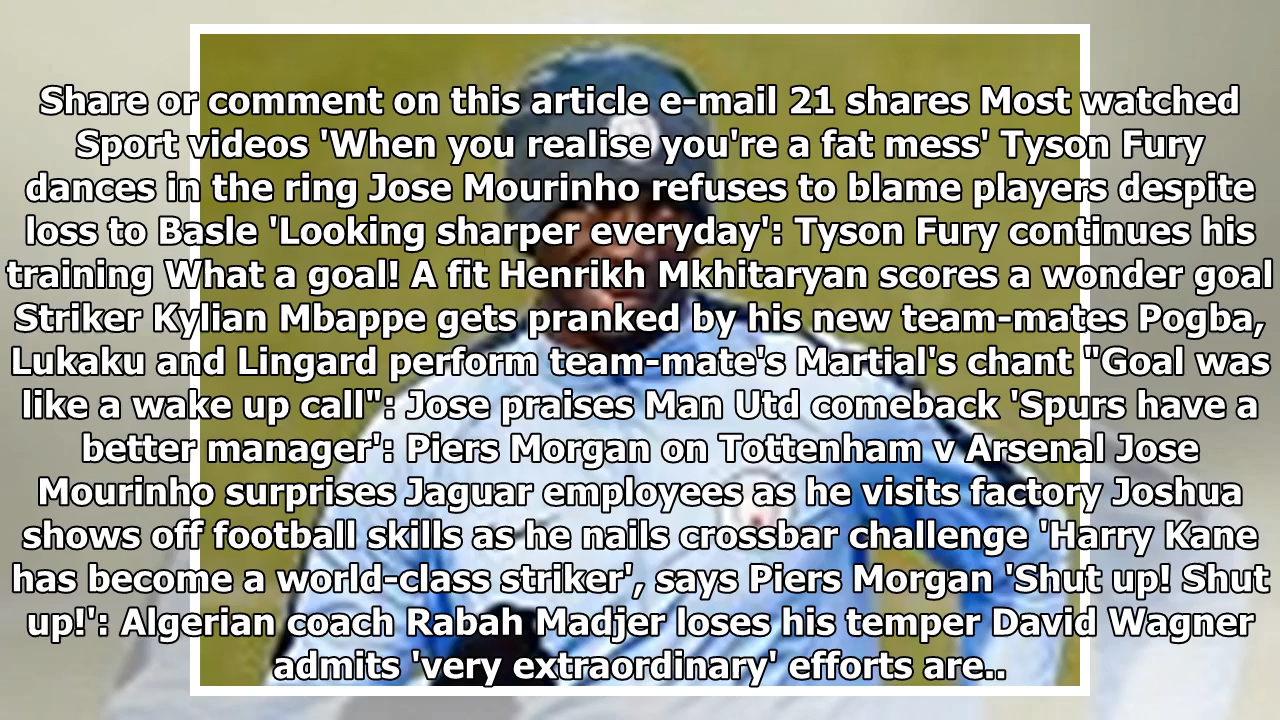 Share or comment on this article e-mail 21 shares Most watched
Sport videos 'When you realise you're a fat mess' Tyson Fury
dances in the ring Jose Mourinho refuses to blame players despite
loss to Basle 'Looking sharper everyday': Tyson Fury continues his
training What a goal! A fit Henrikh Mkhitaryan scores a wonder goal
Striker Kylian Mbappe gets pranked by his new team-mates Pogba,
Lukaku and Lingard perform team-mate's Martial's chant "Goal was
like a wake up call": Jose praises Man Utd comeback 'Spurs have a
better manager': Piers Morgan on Tottenham v Arsenal Jose
Mourinho surprises Jaguar employees as he visits factory Joshua
shows off football skills as he nails crossbar challenge 'Harry Kane
has become a world-class striker', says Piers Morgan 'Shut up! Shut
up!': Algerian coach Rabah Madjer loses his temper David Wagner
admits 'very extraordinary' efforts are..